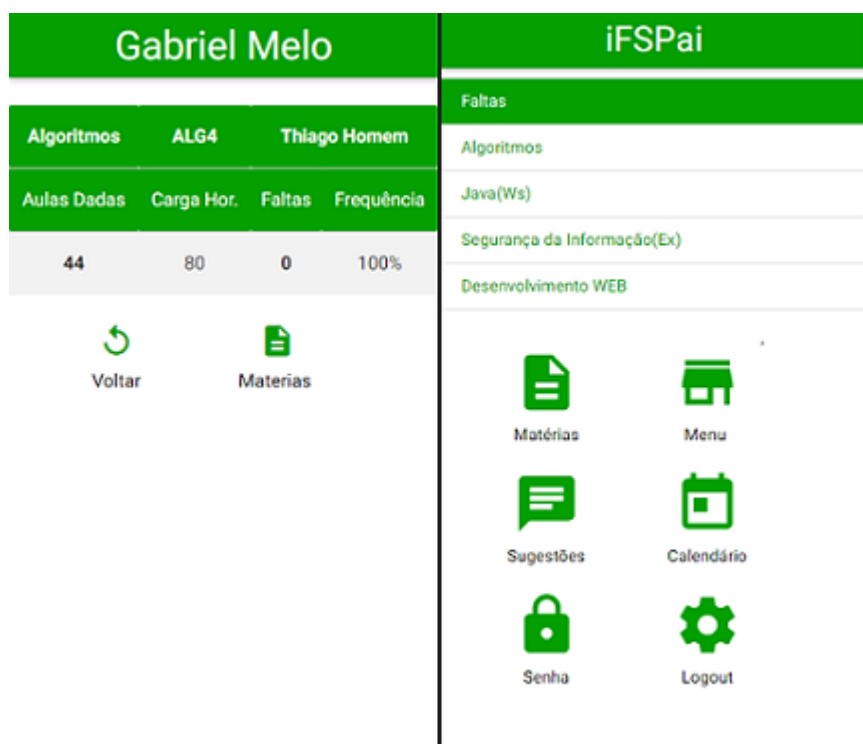 Gabriel Melo
Algoritmos ALG4 Thiago Homem
Aulas Dadas Carga Hor. Faltas Frequência
44 80 0 100%
Voltar Materias
iFSPai
Faltas
Algoritmos
Java(Ws)
Segurança da Informação(Ex)
Desenvolvimento WEB
Matérias Menu
Sugestões Calendário
Senha Logout